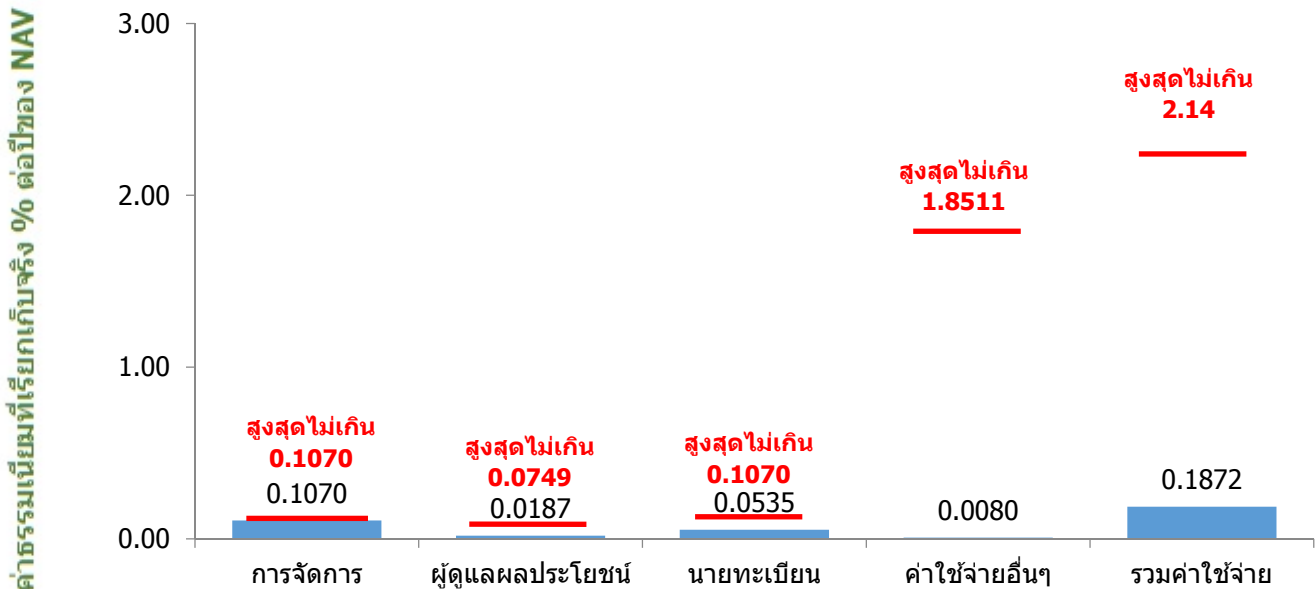 ค่าธรรมเนียมที่เรียกเก็บจริง % ต่อปีของ NAV
3.00
2.00
1.00
0.00
สูงสุดไม่เกิน
0.1070
0.1070
สูงสุดไม่เกิน
0.0749
0.0187
สูงสุดไม่เกิน
0.1070
0.0535
สูงสุดไม่เกิน
1.8511
0.0080
สูงสุดไม่เกิน
2.14
0.1872
การจัดการ
ผู้ดูแลผลประโยชน์
นายทะเบียน
ค่าใช้จ่ายอื่นๆ
รวมค่าใช้จ่าย